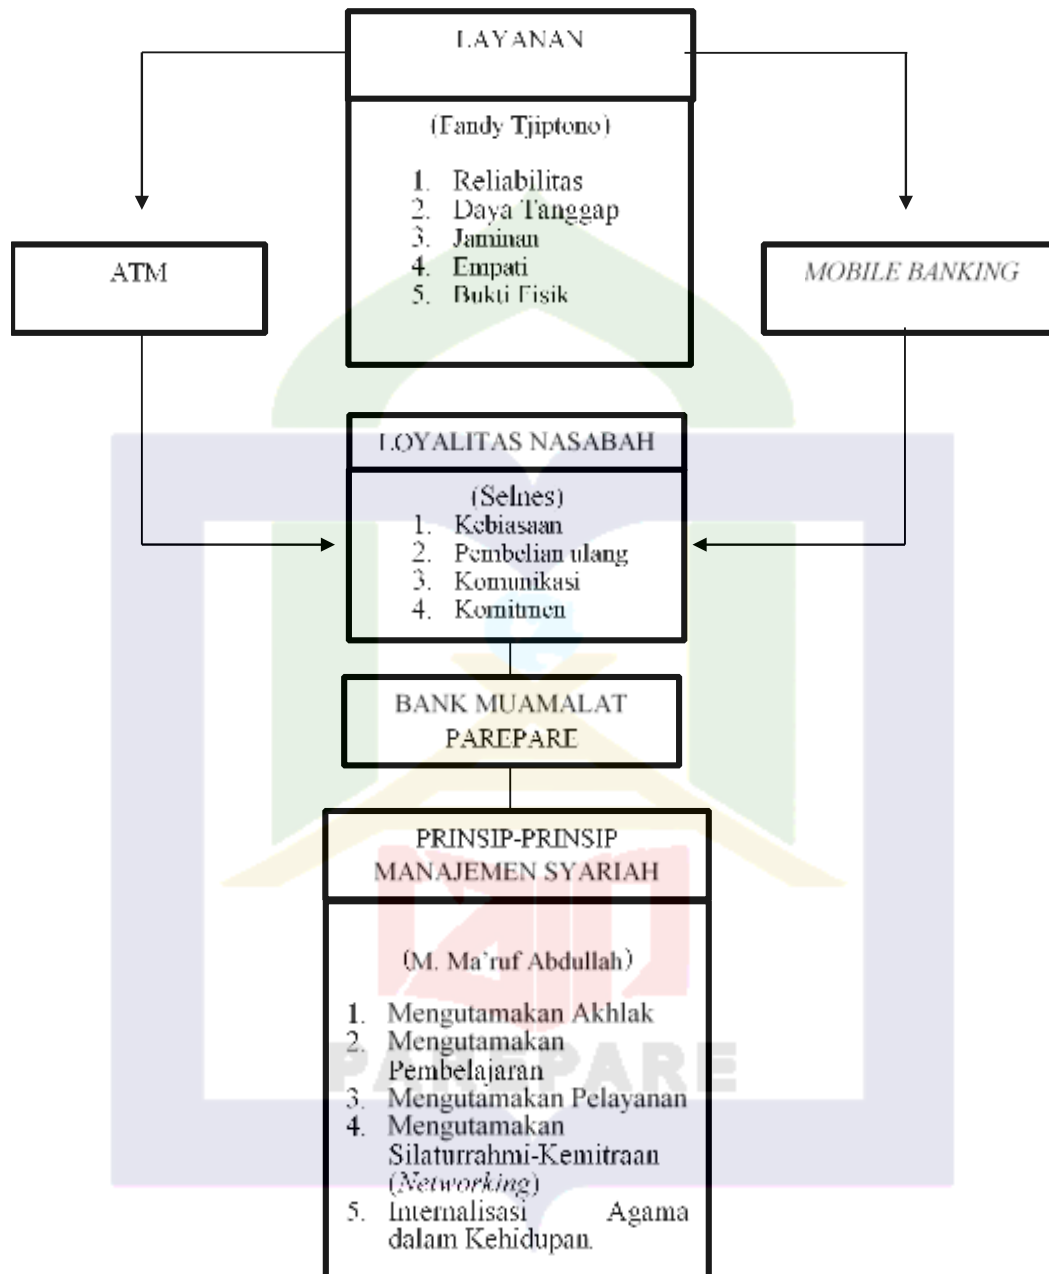 LAYANAN
(Fandy Tjiptono)
1. Reliabilitas
2. Daya Tanggap
3. Jaminan
4. Empati
5. Bukti Fisik
ATM
MOBILE BANKING
LOYALITAS NASABAH
(Selnes)
1. Kebiasaan
2. Pembelian ulang
3. Komunikasi
4. Komitmen
BANK MUAMALAT
PAREPARE
PRINSIP-PRINSIP
MANAJEMEN SYARIAH
(M. Ma'ruf Abdullah)
1. Mengutamakan Akhlak
2. Mengutamakan
Pembelajaran
3. Mengutamakan Pelayanan
4. Mengutamakan
Silaturrahmi-Kemitraan
(Networking)
5. Internalisasi Agama
dalam Kehidupan.
PAREPARE